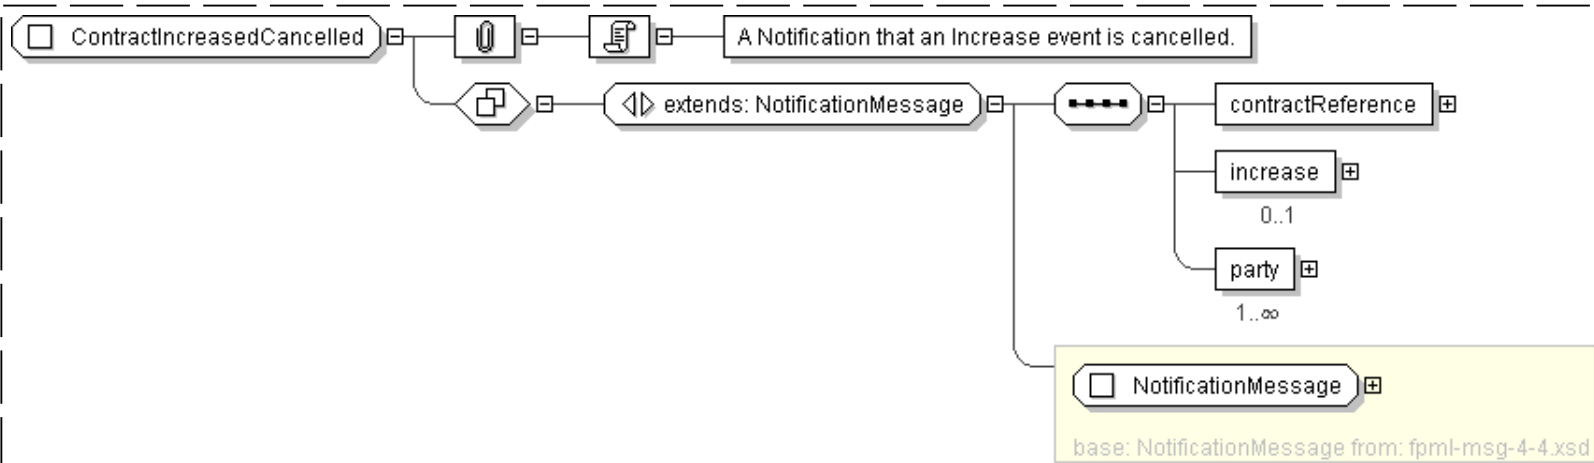 ContractIncreasedCancelled
A Notification that an Increase event is cancelled.
extends: NotificationMessage
contractReference
increase
0..1
party
1..∞
NotificationMessage
base: NotificationMessage from: fpml-msg-4-4.xsd